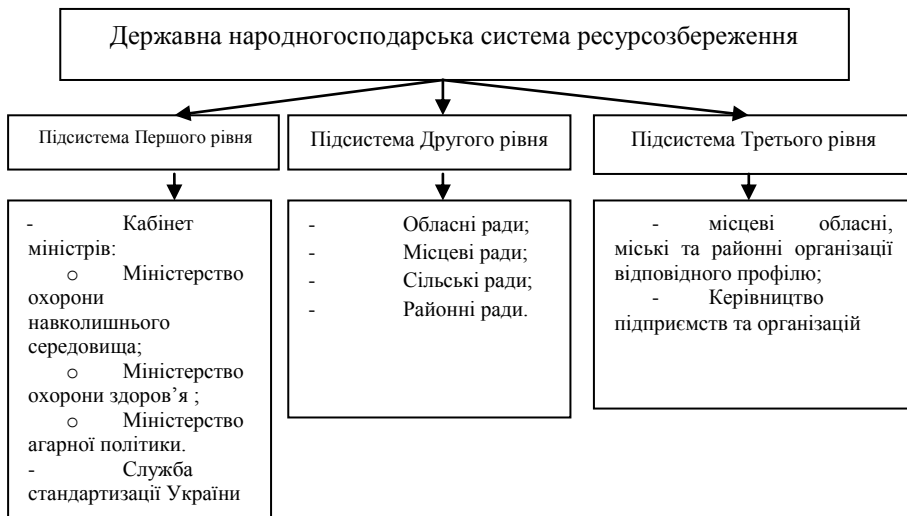 Державна народногосподарська система ресурсозбереження
Підсистема Першого рівня
Підсистема Другого рівня
Підсистема Третього рівня
- Кабінет
міністрів:
o Міністерство
охорони
навколишнього
середовища;
o Міністерство
охорони здоров’я ;
o Міністерство
агарної політики.
- Служба
стандартизації України
- Обласні ради;
- Місцеві ради;
- Сільські ради;
- Районні ради.
- місцеві обласні,
міські та районні організації
відповідного профілю;
- Керівництво
підприємств та організацій